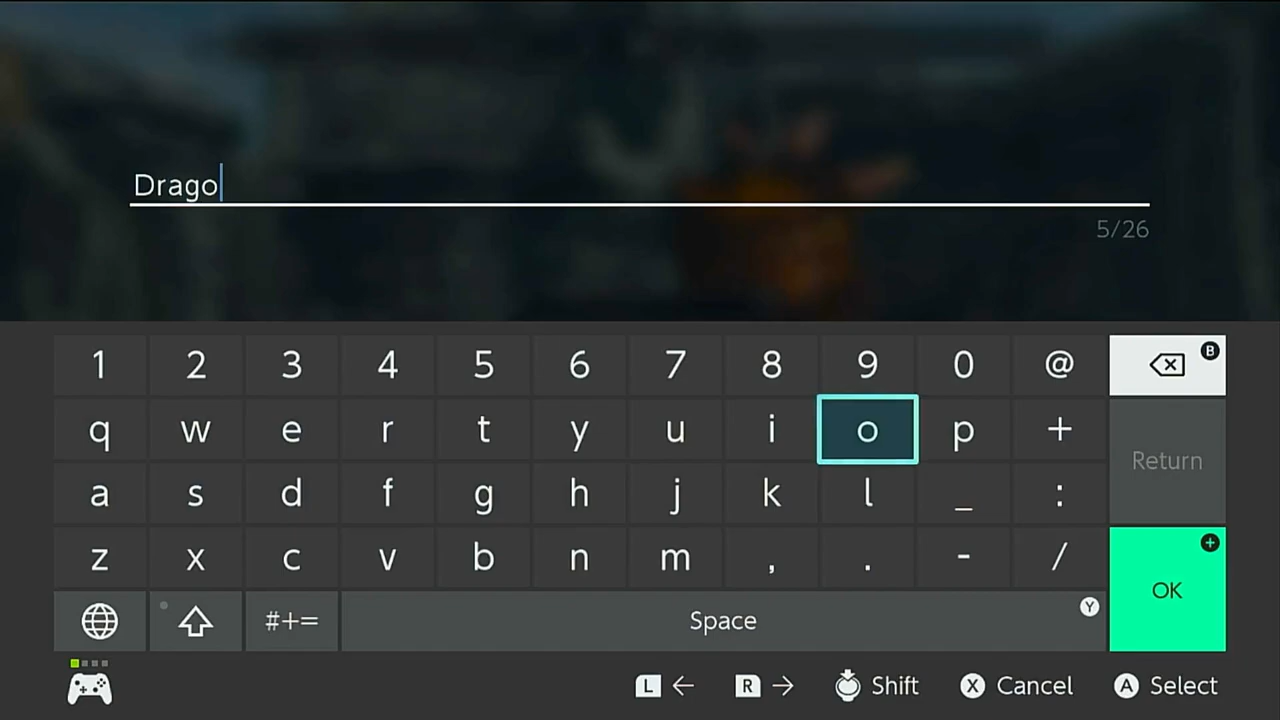 Drago
5/26
1 2 3 4 5 6 7 8 9 0 @ B
q w e r t y u i o p +
Return
a s d f g h j k l _ :
z x c v b n m , . - / +
OK
#+= Space Y
L ← R → Shift X Cancel A Select